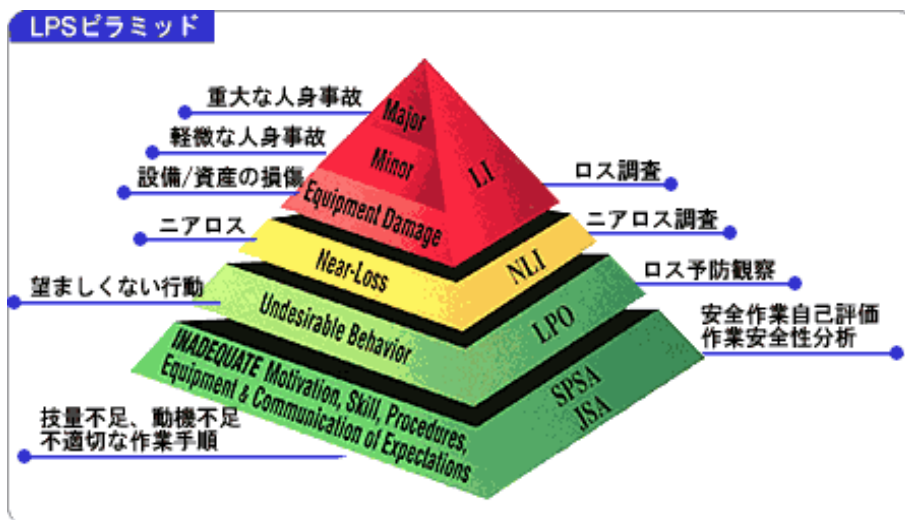 LPSピラミッド
重大な人身事故
軽微な人身事故
設備/資産の損傷
ニアロス
望ましくない行動
技量不足、動機不足
不適切な作業手順
Major
Minor
Equipment Damage
Near-Loss
Undesirable Behavior
INADEQUATE Motivation, Skill, Procedures,
Equipment & Communication of Expectations
LI
NLI
LPO
SPSA
JSA
ロス調査
ニアロス調査
ロス予防観察
安全作業自己評価
作業安全性分析